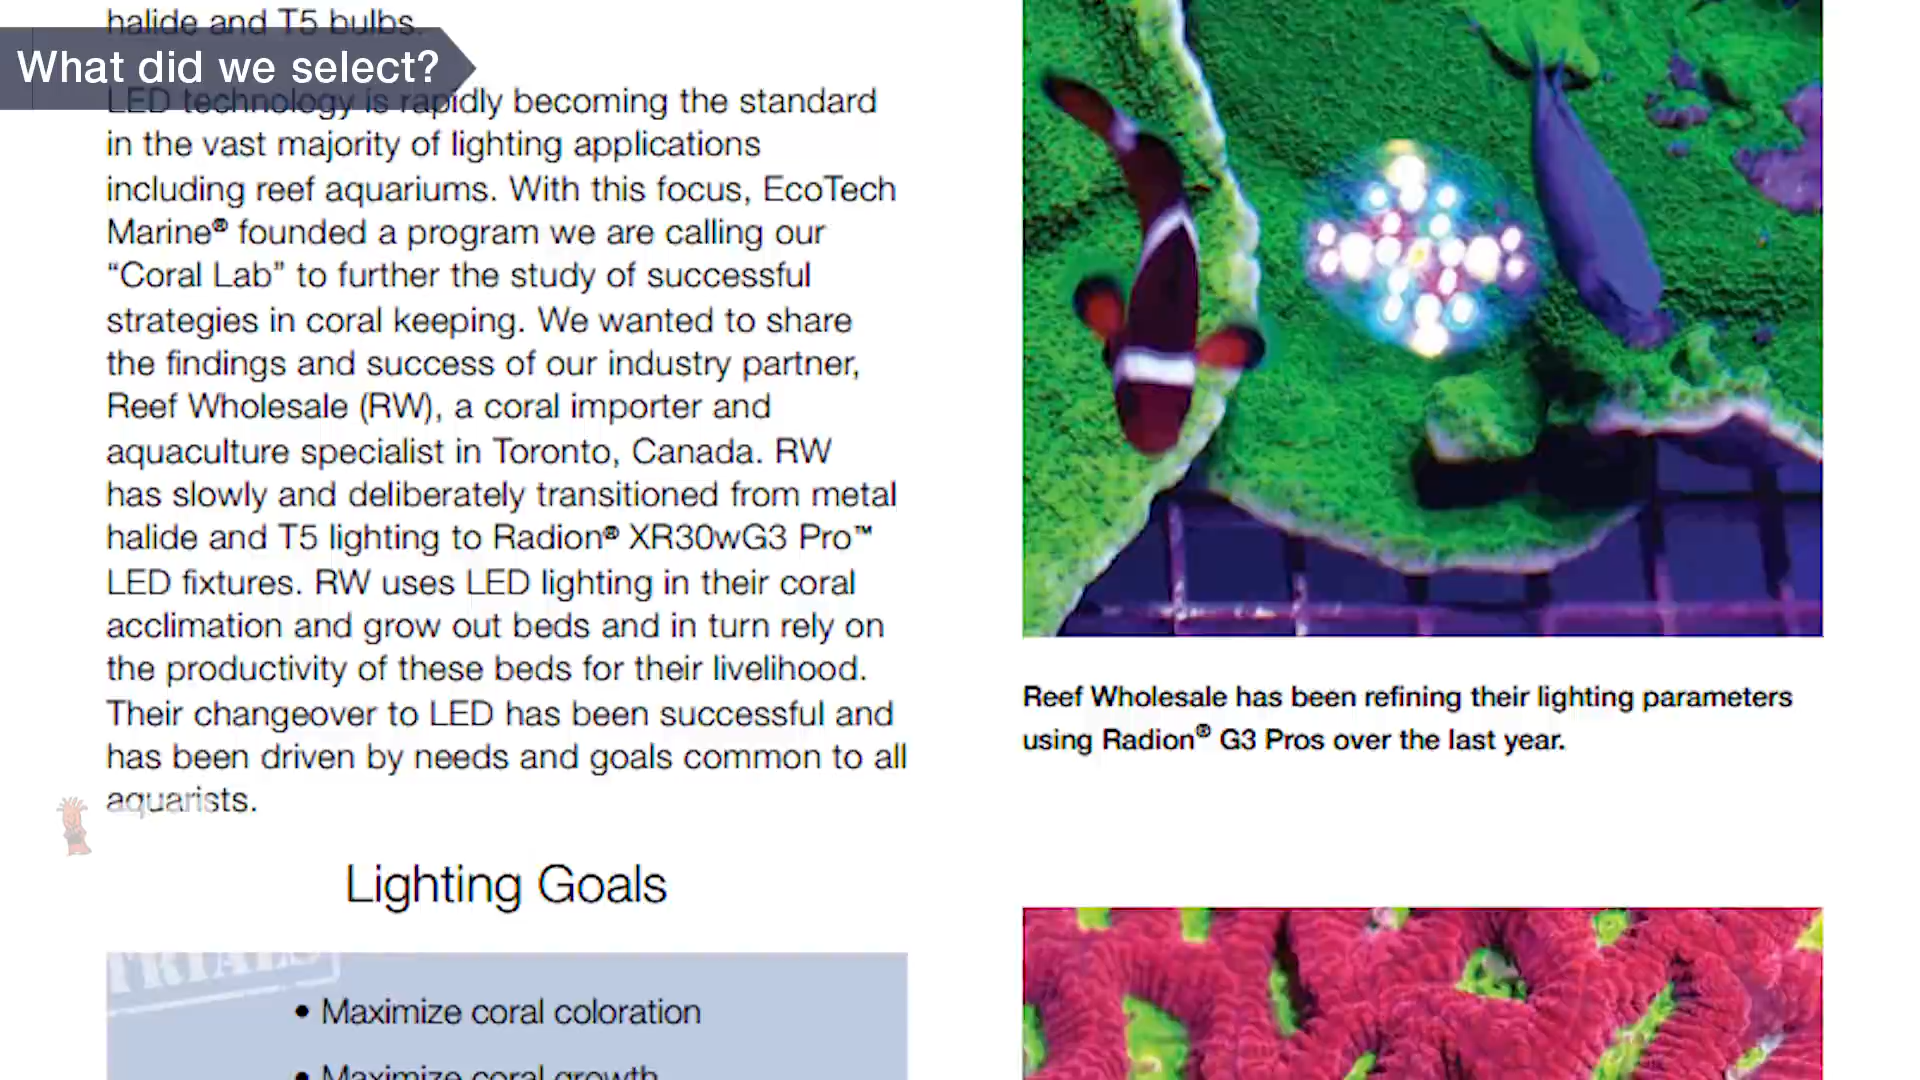 halide and T5 bulbs.
What did we select?
LED technology is rapidly becoming the standard
in the vast majority of lighting applications
including reef aquariums. With this focus, EcoTech
Marine® founded a program we are calling our
“Coral Lab” to further the study of successful
strategies in coral keeping. We wanted to share
the findings and success of our industry partner,
Reef Wholesale (RW), a coral importer and
aquaculture specialist in Toronto, Canada. RW
has slowly and deliberately transitioned from metal
halide and T5 lighting to Radion® XR30wG3 Pro™
LED fixtures. RW uses LED lighting in their coral
acclimation and grow out beds and in turn rely on
the productivity of these beds for their livelihood.
Their changeover to LED has been successful and
has been driven by needs and goals common to all
aquarists.
Lighting Goals
TRIALS
• Maximize coral coloration
• Maximize coral growth
Reef Wholesale has been refining their lighting parameters
using Radion® G3 Pros over the last year.